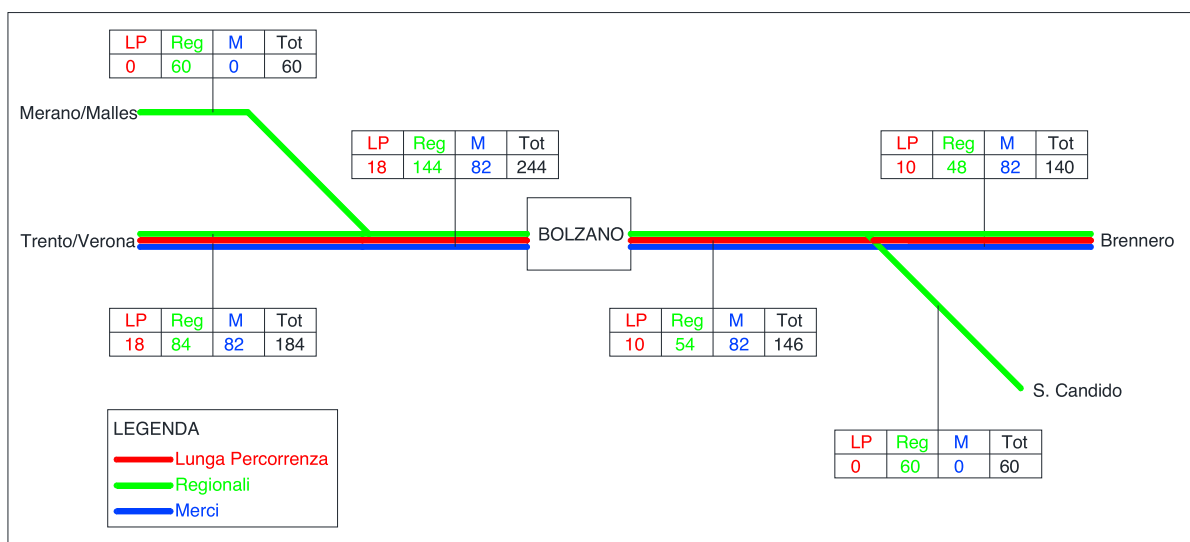 LP Reg M Tot
0 60 0 60
Merano/Malles
LP Reg M Tot
18 144 82 244
LP Reg M Tot
10 48 82 140
Trento/Verona
BOLZANO
Brennero
LP Reg M Tot
18 84 82 184
LP Reg M Tot
10 54 82 146
S. Candido
LP Reg M Tot
0 60 0 60
LEGENDA
Lunga Percorrenza
Regionali
Merci